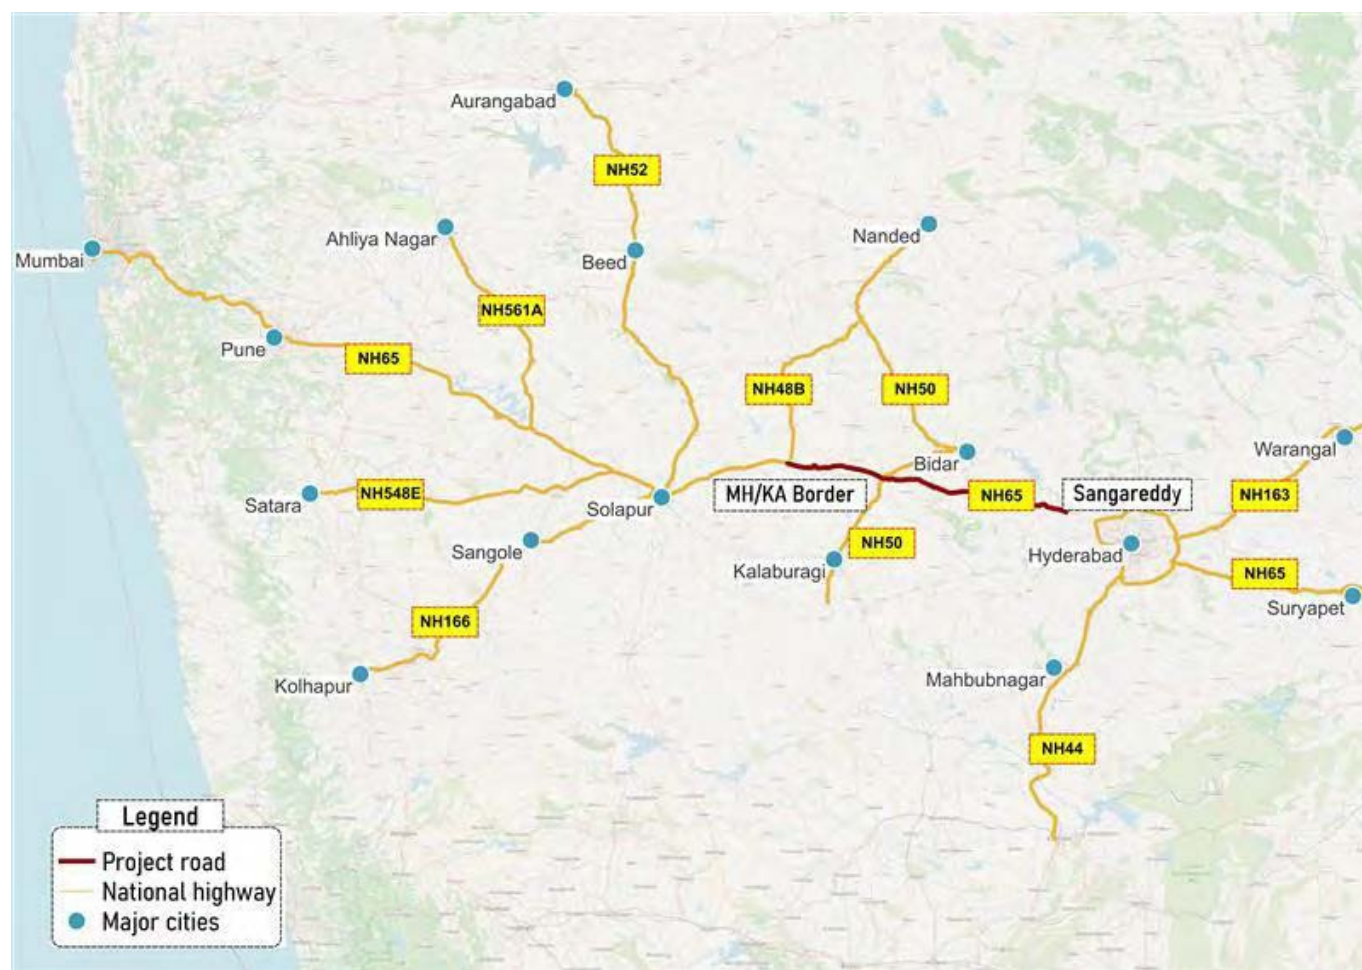 Aurangabad
NH52
Ahliya Nagar
Nanded
Mumbai
Beed
NH561A
Pune
NH65
NH48B
NH50
Warangal
Bidar
Satara
NH548E
Solapur
MH/KA Border
NH65
Sangareddy
NH163
Sangole
NH50
Hyderabad
Kalaburagi
NH65
Suryapet
NH166
Kolhapur
Mahbubnagar
NH44
Legend
Project road
National highway
Major cities